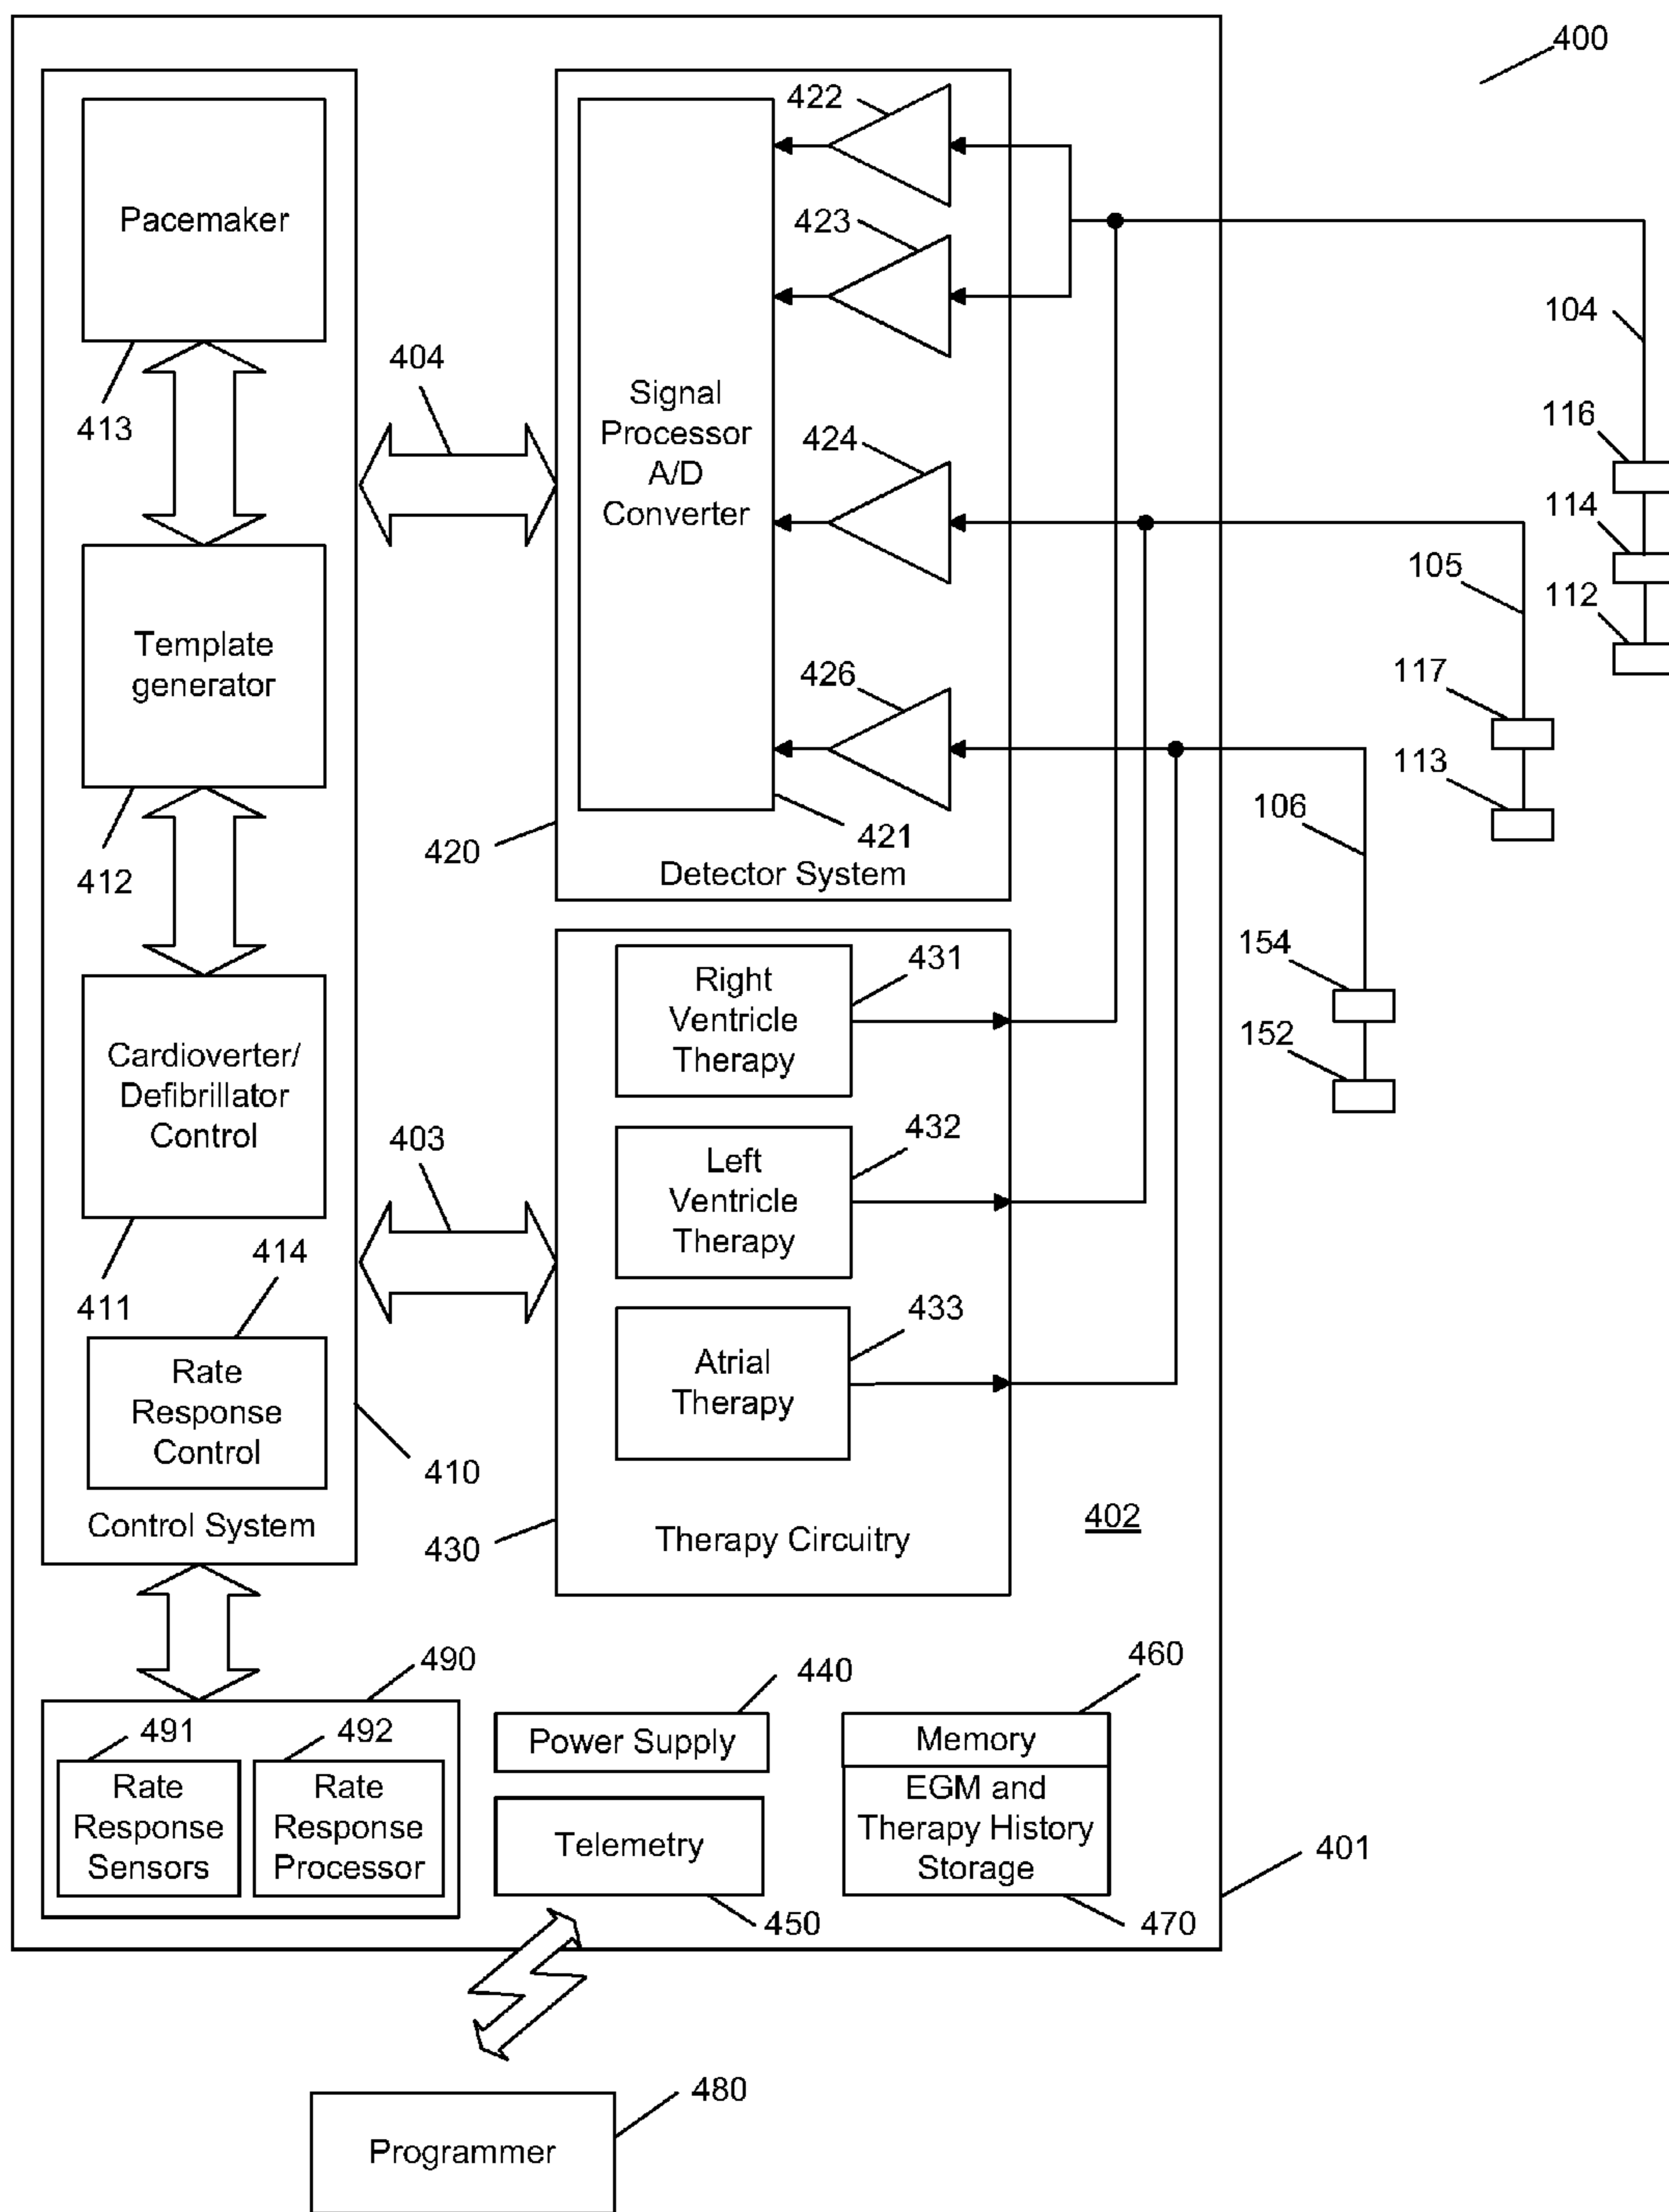 400
Pacemaker
413
Template
generator
412
Cardioverter/
Defibrillator
Control
411
414
Rate
Response
Control
410
Control System
404
403
422
423
424
426
Signal
Processor
A/D
Converter
421
420
Detector System
Right
Ventricle
Therapy
431
Left
Ventricle
Therapy
432
Atrial
Therapy
433
430
Therapy Circuitry
402
104
116
114
112
105
117
113
106
154
152
490
491
492
Rate
Response
Sensors
Rate
Response
Processor
440
Power Supply
Telemetry
450
460
Memory
EGM and
Therapy History
Storage
470
401
480
Programmer